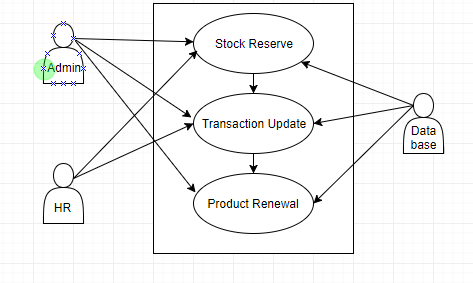 Stock Reserve
Admin
Transaction Update
Data
base
Product Renewal
HR